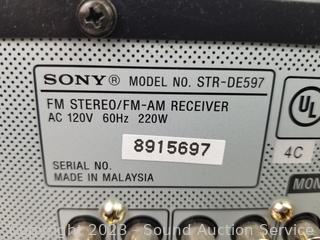 SONY® MODEL NO. STR-DE597
FM STEREO/FM-AM RECEIVER
AC 120V 60Hz 220W
8915697
SERIAL NO.
MADE IN MALAYSIA
UL
4C
MON
Copyright 2023 - Sound Auction Service